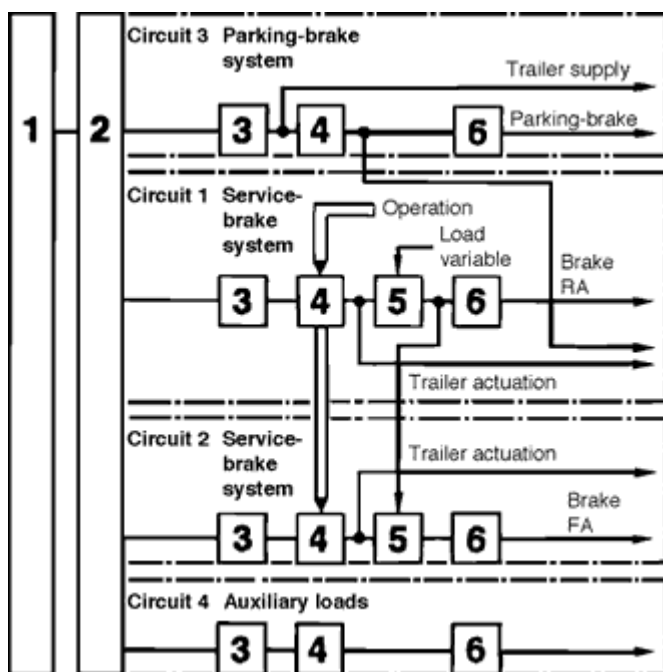 Circuit 3 Parking-brake
system
Trailer supply
Parking-brake
1
2
3
4
6
Circuit 1 Service-
brake
system
Operation
Load
variable
Brake
RA
3
4
5
6
Trailer actuation
Circuit 2 Service-
brake
system
Trailer actuation
Brake
FA
3
4
5
6
Circuit 4 Auxiliary loads
3
4
6